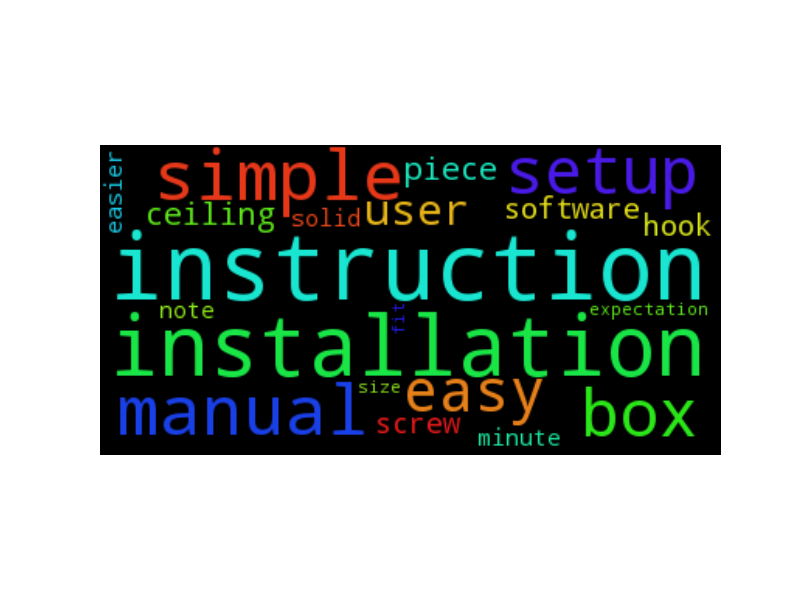 easier simple piece setup
ceiling solid user software hook
instruction
note fit expectation
installation
manual size easy box
screw minute